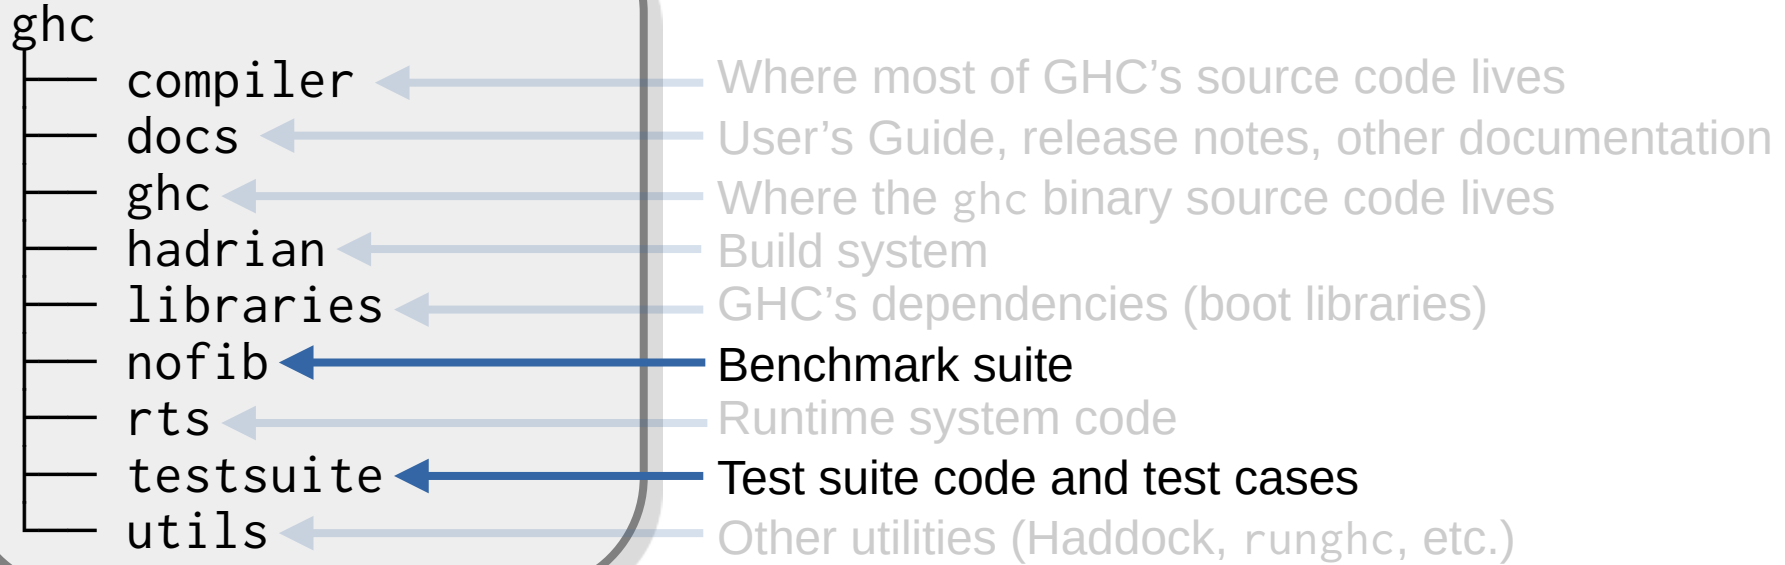 ghc
compiler Where most of GHC’s source code lives
docs User’s Guide, release notes, other documentation
ghc Where the ghc binary source code lives
hadrian Build system
libraries GHC’s dependencies (boot libraries)
nofib Benchmark suite
rts Runtime system code
testsuite Test suite code and test cases
utils Other utilities (Haddock, runghc, etc.)